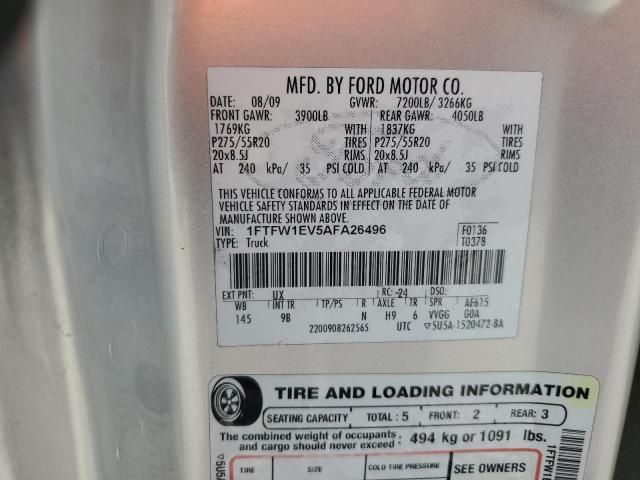 MFD. BY FORD MOTOR CO.
DATE: 08/09 GVWR: 7200LB/ 3266KG
FRONT GAWR: 3900LB REAR GAWR: 4050LB
1769KG WITH 1837KG WITH
P275/55R20 TIRES P275/55R20 TIRES
20x8.5J RIMS 20x8.5J RIMS
AT 240 kPa/ 35 PSI COLD AT 240 kPa/ 35 PSI COLD
THIS VEHICLE CONFORMS TO ALL APPLICABLE FEDERAL MOTOR
VEHICLE SAFETY STANDARDS IN EFFECT ON THE DATE OF
MANUFACTURE SHOWN ABOVE.
VIN: 1FTFW1EV5AFA26496 F0136
TYPE: Truck T0378
EXT PNT: UX RC: -24 DSO:
WB INT TR TP/PS R AXLE TR SPR AF615
145 9B N H9 6 VVGG G0A
2200908262565 UTC ▽5U5A-1520472-BA
TIRE AND LOADING INFORMATION
SEATING CAPACITY TOTAL : 5 FRONT: 2 REAR: 3
The combined weight of occupants
and cargo should never exceed : 494 kg or 1091 lbs.
TIRE SIZE COLD TIRE PRESSURE SEE OWNERS